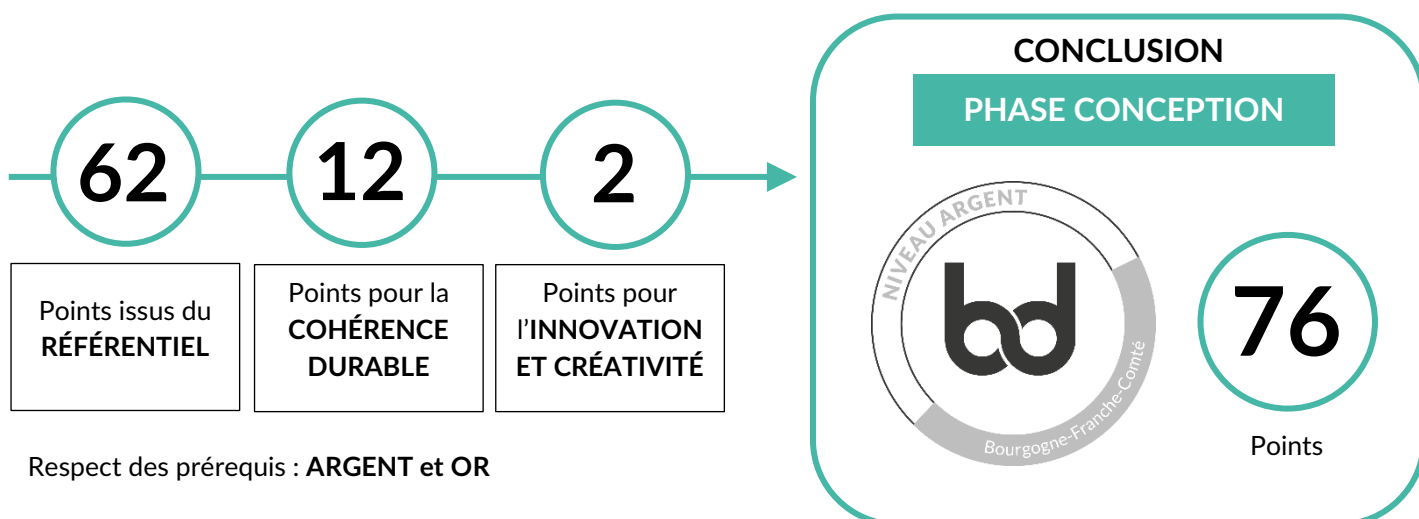 62
12
2
Points issus du
RÉFÉRENTIEL
Points pour la
COHÉRENCE
DURABLE
Points pour
l'INNOVATION
ET CRÉATIVITÉ
Respect des prérequis : ARGENT et OR
CONCLUSION
PHASE CONCEPTION
NIVEAU ARGENT
bd
Bourgogne-Franche-Comté
76
Points